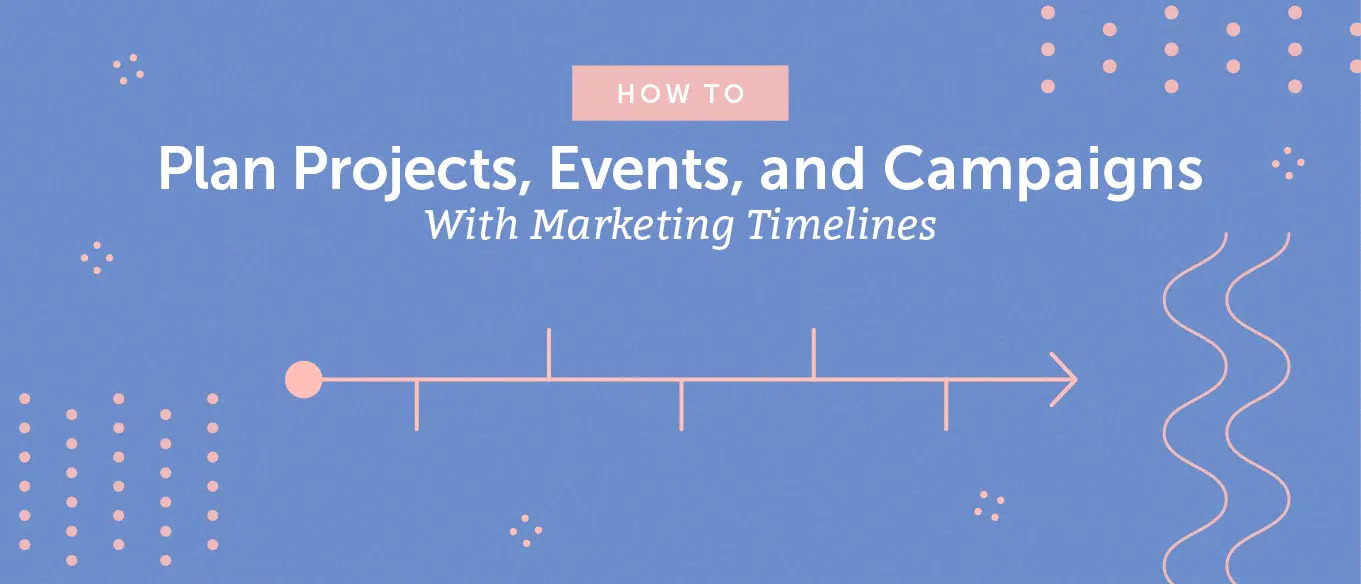 HOW TO
Plan Projects, Events, and Campaigns
With Marketing Timelines